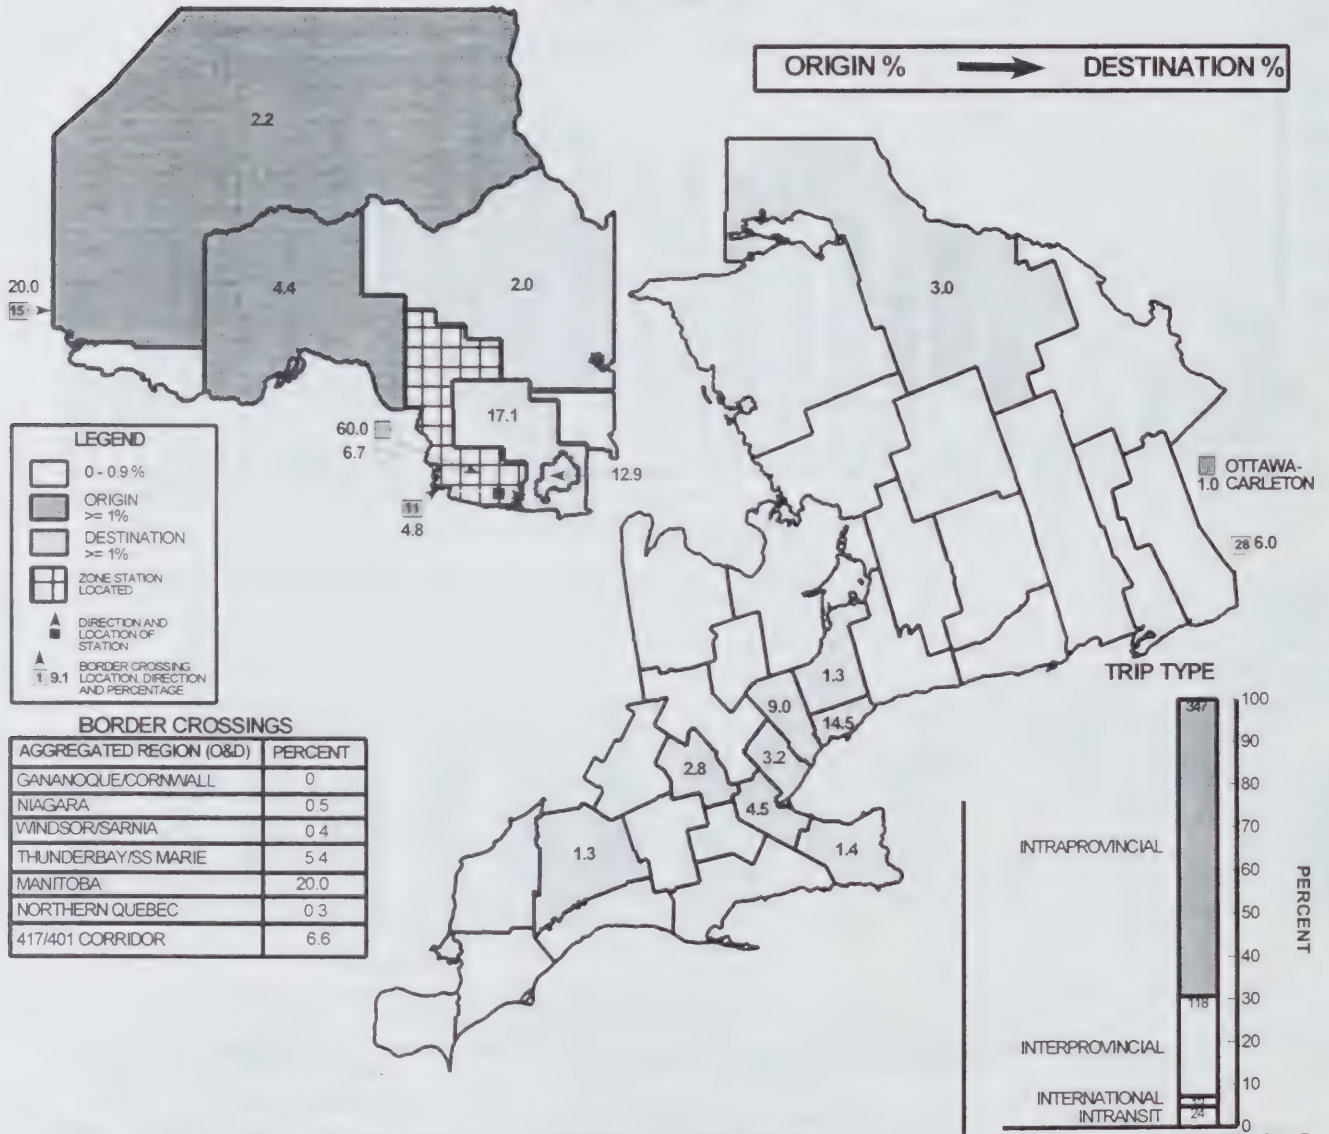 ORIGIN % DESTINATION %
2.2
3.0
20.0
15
4.4
2.0
17.1
60.0
6.7
12.9
11
4.8
LEGEND
0 - 0.9 %
ORIGIN
>= 1%
DESTINATION
>= 1%
ZONE STATION
LOCATED
DIRECTION AND
LOCATION OF
STATION
1 9.1 BORDER CROSSING
LOCATION, DIRECTION
AND PERCENTAGE
OTTAWA-
1.0 CARLETON
28 6.0
1.3
9.0
14.5
3.2
2.8
4.5
1.3
1.4
BORDER CROSSINGS
AGGREGATED REGION (O&D) PERCENT
GANANOQUE/CORNWALL 0
NIAGARA 0.5
WINDSOR/SARNIA 0.4
THUNDERBAY/SS MARIE 5.4
MANITOBA 20.0
NORTHERN QUEBEC 0.3
417/401 CORRIDOR 6.6
TRIP TYPE
347
100
90
80
70
INTRAPROVINCIAL
60
PERCENT
50
40
30
118
20
INTERPROVINCIAL
10
INTERNATIONAL
INTRANSIT 24
0